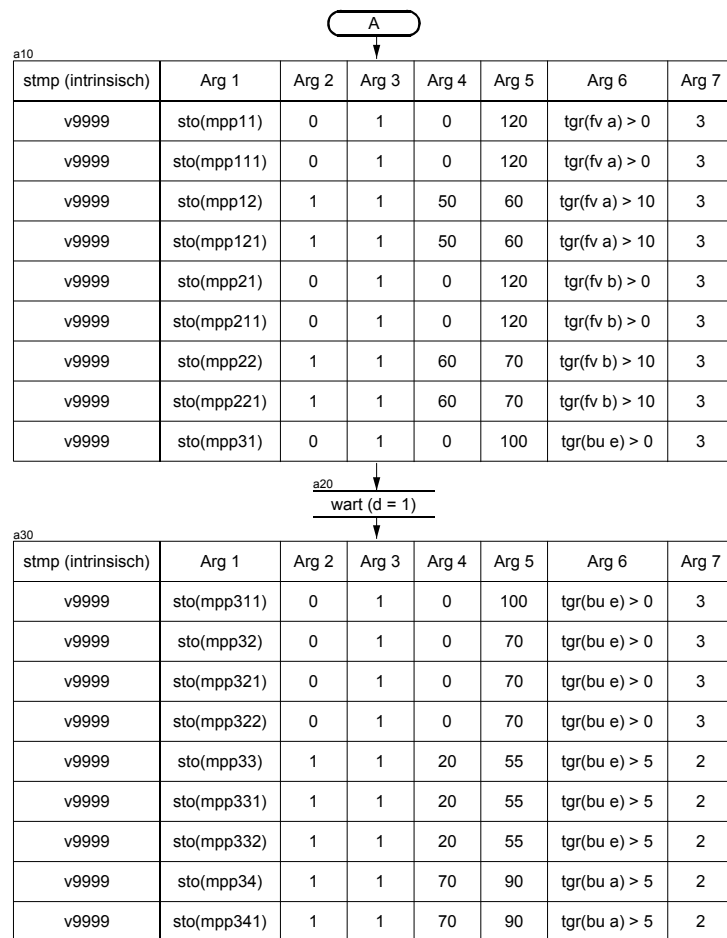 A
a10
stmp (intrinsisch) Arg 1 Arg 2 Arg 3 Arg 4 Arg 5 Arg 6 Arg 7
v9999 sto(mpp11) 0 1 0 120 tgr(fv a) > 0 3
v9999 sto(mpp111) 0 1 0 120 tgr(fv a) > 0 3
v9999 sto(mpp12) 1 1 50 60 tgr(fv a) > 10 3
v9999 sto(mpp121) 1 1 50 60 tgr(fv a) > 10 3
v9999 sto(mpp21) 0 1 0 120 tgr(fv b) > 0 3
v9999 sto(mpp211) 0 1 0 120 tgr(fv b) > 0 3
v9999 sto(mpp22) 1 1 60 70 tgr(fv b) > 10 3
v9999 sto(mpp221) 1 1 60 70 tgr(fv b) > 10 3
v9999 sto(mpp31) 0 1 0 100 tgr(bu e) > 0 3
a20
wart (d = 1)
a30
stmp (intrinsisch) Arg 1 Arg 2 Arg 3 Arg 4 Arg 5 Arg 6 Arg 7
v9999 sto(mpp311) 0 1 0 100 tgr(bu e) > 0 3
v9999 sto(mpp32) 0 1 0 70 tgr(bu e) > 0 3
v9999 sto(mpp321) 0 1 0 70 tgr(bu e) > 0 3
v9999 sto(mpp322) 0 1 0 70 tgr(bu e) > 0 3
v9999 sto(mpp33) 1 1 20 55 tgr(bu e) > 5 2
v9999 sto(mpp331) 1 1 20 55 tgr(bu e) > 5 2
v9999 sto(mpp332) 1 1 20 55 tgr(bu e) > 5 2
v9999 sto(mpp34) 1 1 70 90 tgr(bu a) > 5 2
v9999 sto(mpp341) 1 1 70 90 tgr(bu a) > 5 2